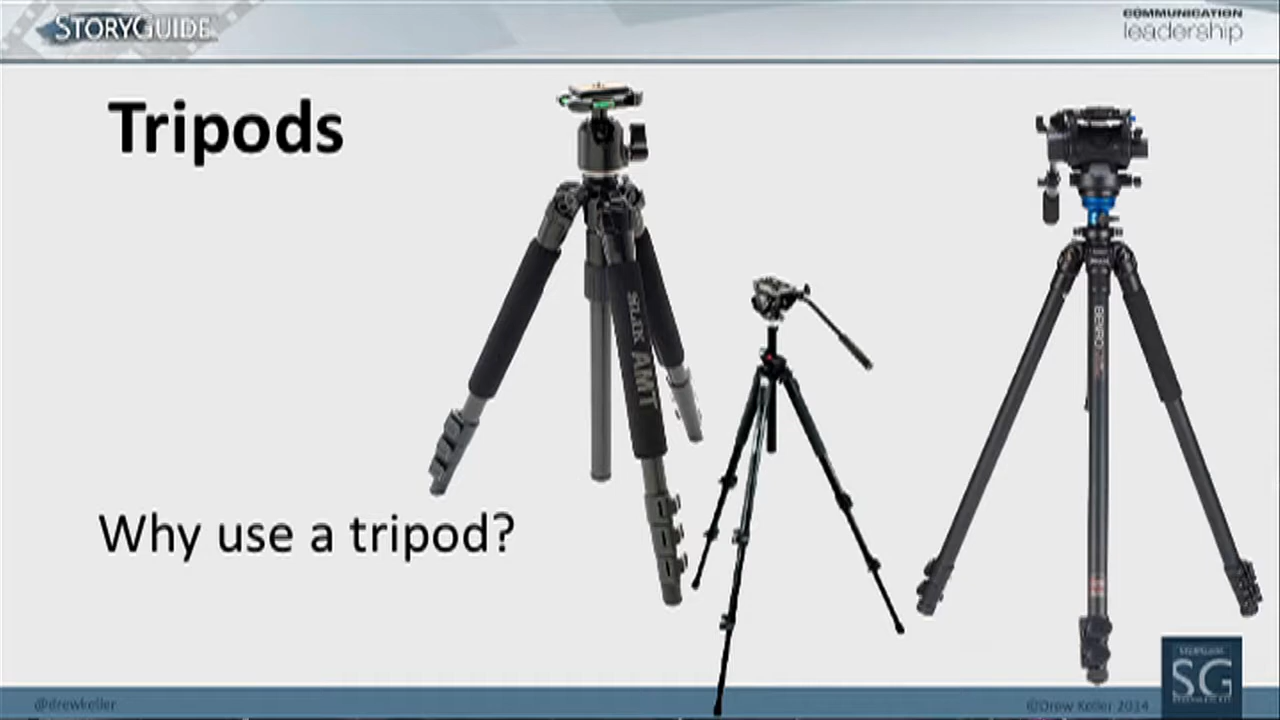 STORYGUIDE
COMMUNICATION
leadership
Tripods
SLIK AMT
BENRO
Why use a tripod?
SG
@drewkeller
©Drew Keller 2014